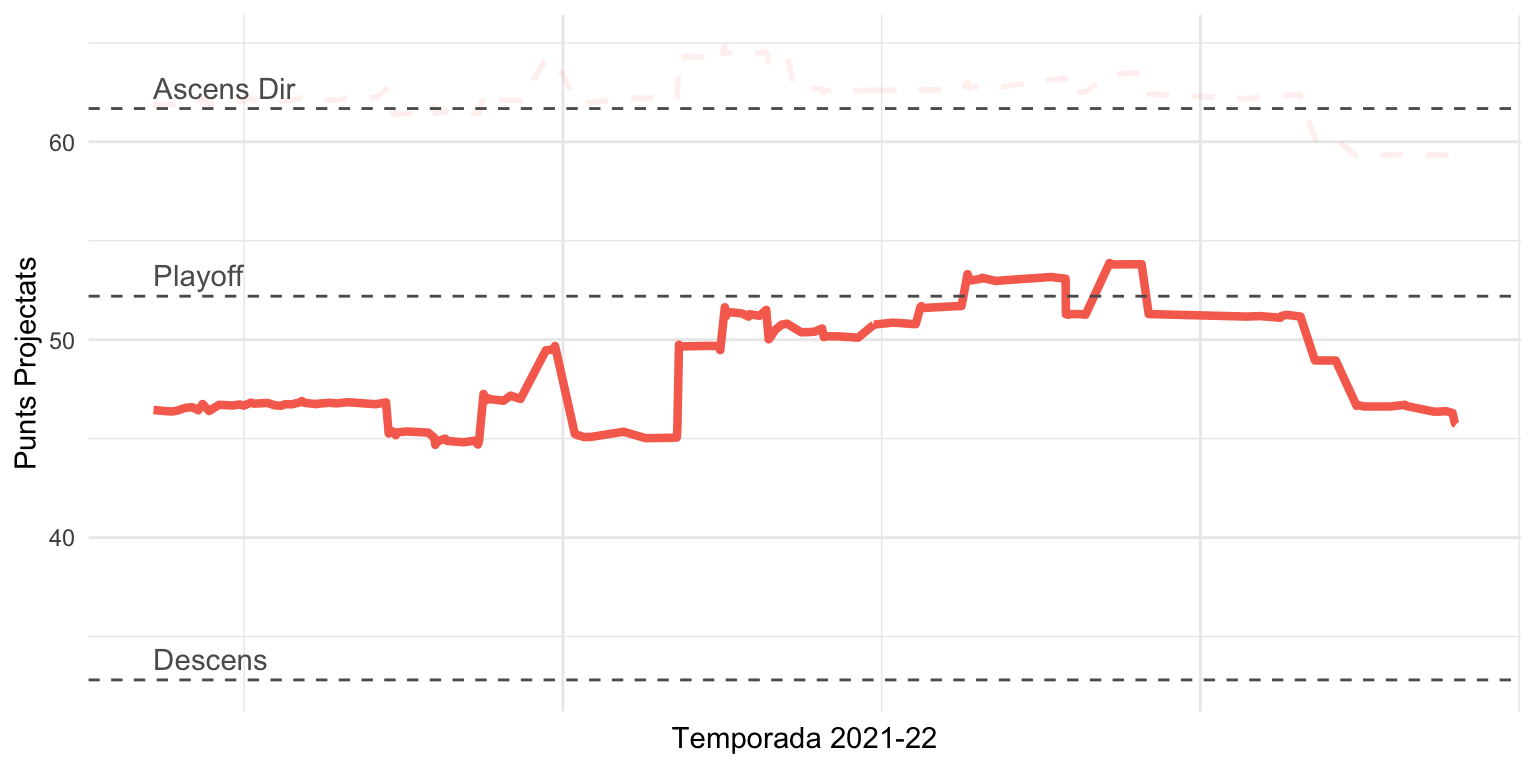 Ascens Dir
60
Playoff
50
40
Descens
Punts Projectats
Temporada 2021-22